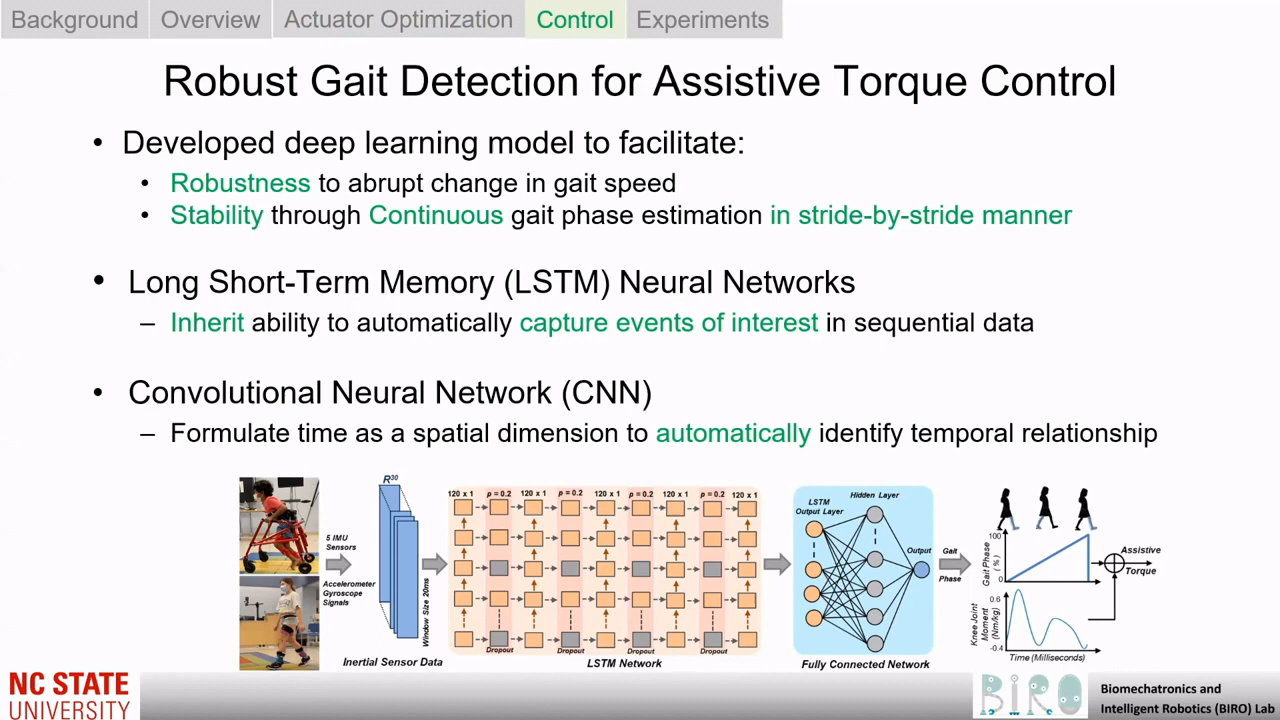 Background Overview Actuator Optimization Control Experiments
Robust Gait Detection for Assistive Torque Control
• Developed deep learning model to facilitate:
• Robustness to abrupt change in gait speed
• Stability through Continuous gait phase estimation in stride-by-stride manner
• Long Short-Term Memory (LSTM) Neural Networks
– Inherit ability to automatically capture events of interest in sequential data
• Convolutional Neural Network (CNN)
– Formulate time as a spatial dimension to automatically identify temporal relationship
5 IMU
Sensors
Accelerometer
Gyroscope
Signals
R³⁰
Window Size 20ms
Inertial Sensor Data
120 x 1 p = 0.2 120 x 1 p = 0.2 120 x 1 p = 0.2 120 x 1 p = 0.2 120 x 1
Dropout Dropout Dropout Dropout
LSTM Network
LSTM
Output Layer
Hidden Layer
Output
Fully Connected Network
Gait
Phase
Gait Phase
(%)
100
0
Knee Joint
Moment
(Nm/kg)
0.6
-0.4
Time (Milliseconds)
Assistive
Torque
NC STATE
UNIVERSITY
BIRO
Biomechatronics and
Intelligent Robotics (BIRO) Lab